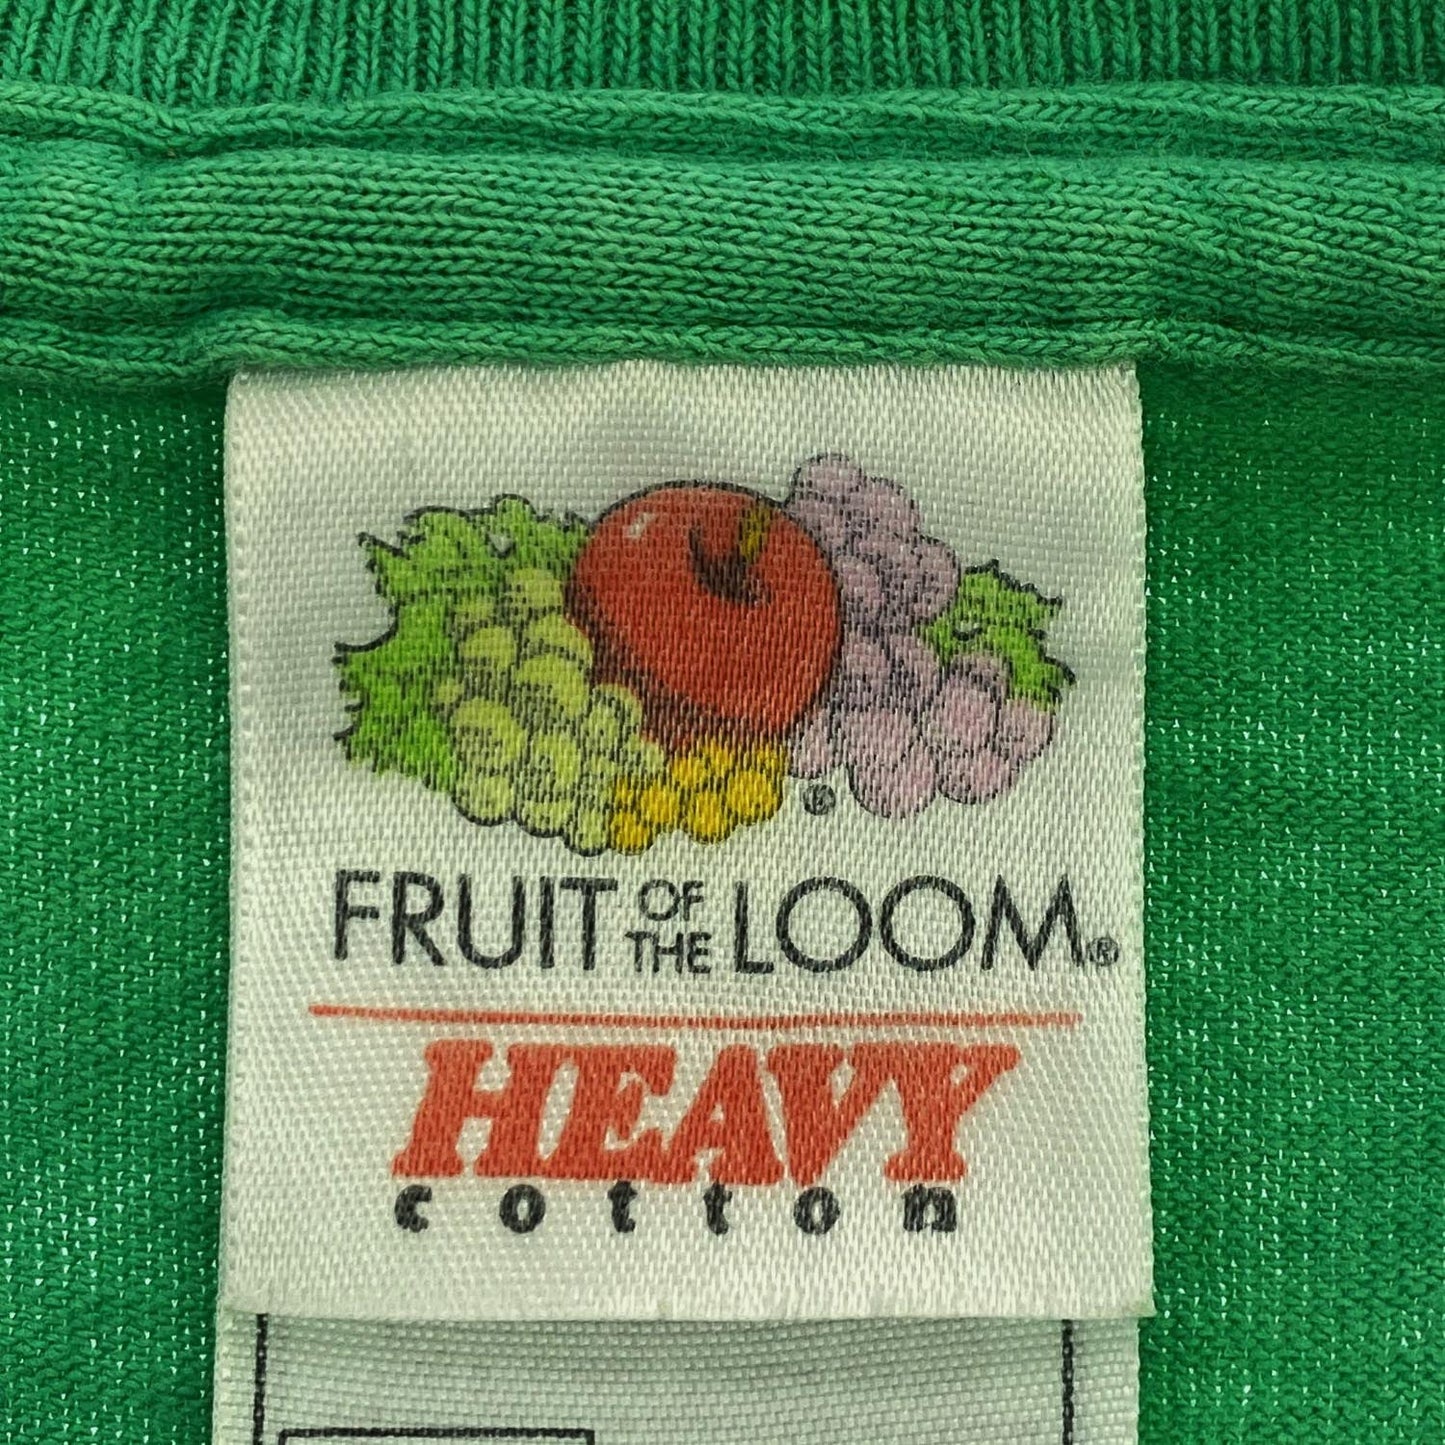 ®
FRUIT OF THE LOOM®
HEAVY
cotton